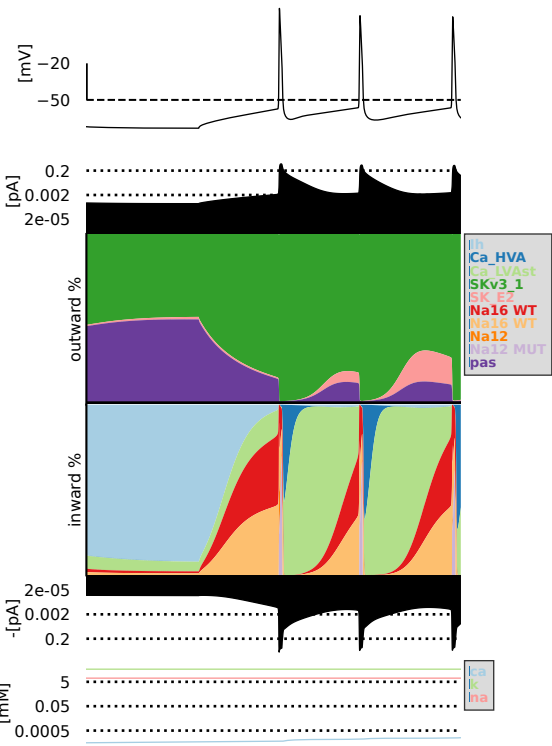 [mV]
−20
−50
[pA]
0.2
0.002
2e-05
outward %
Ih
Ca_HVA
Ca_LVAst
SKv3_1
SK_E2
Na16 WT
Na16 WT
Na12
Na12 MUT
pas
inward %
-[pA]
2e-05
0.002
0.2
[mM]
5
0.05
0.0005
ca
k
na